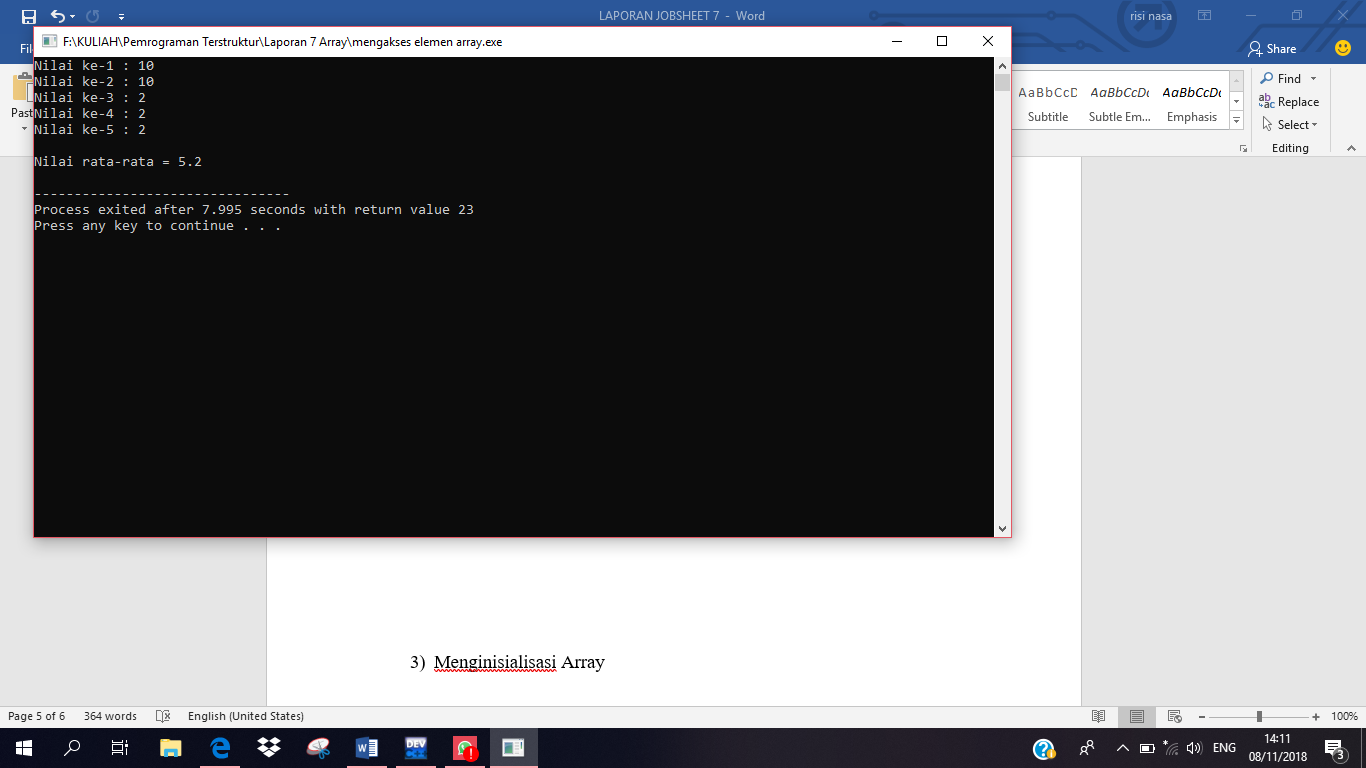 LAPORAN JOBSHEET 7 - Word
risi nasa
F:\KULIAH\Pemrograman Terstruktur\Laporan 7 Array\mengakses elemen array.exe
Share
Nilai ke-1 : 10
Nilai ke-2 : 10
Nilai ke-3 : 2
Nilai ke-4 : 2
Nilai ke-5 : 2
Nilai rata-rata = 5.2
--------------------------------
Process exited after 7.995 seconds with return value 23
Press any key to continue . . .
Fil
Past
AaBbCcD AaBbCcDc AaBbCcDc
Subtitle Subtle Em... Emphasis
Find
Replace
Select
Editing
3) Menginisialisasi Array
Page 5 of 6 364 words English (United States) 100%
DEV C++
ENG
14:11
08/11/2018
3